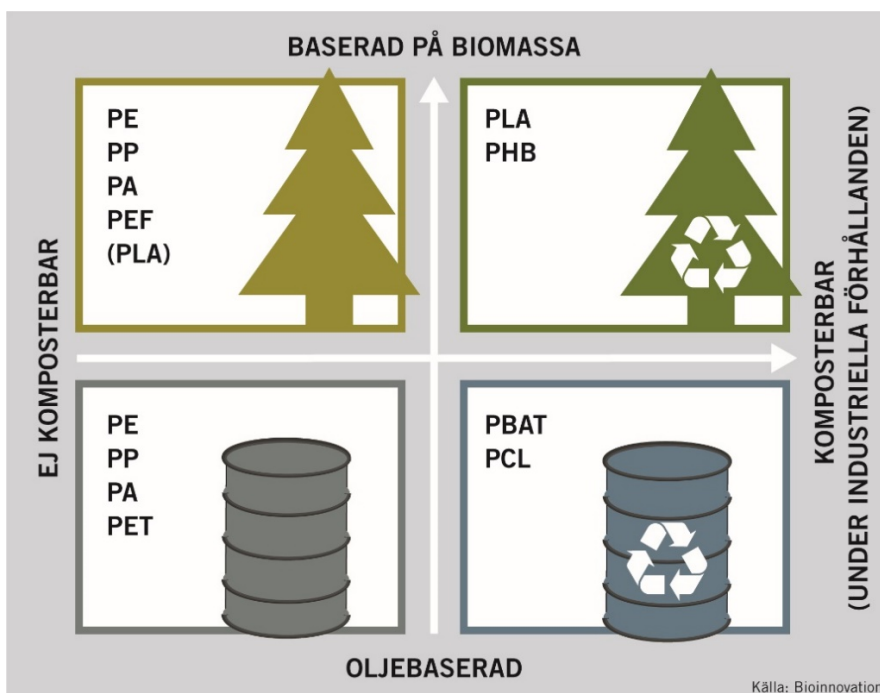 BASERAD PÅ BIOMASSA
PE
PP
PA
PEF
(PLA)
PLA
PHB
EJ KOMPOSTERBAR
KOMPOSTERBAR
(UNDER INDUSTRIELLA FÖRHÅLLANDEN)
PE
PP
PA
PET
PBAT
PCL
OLJEBASERAD
Källa: Bioinnovation